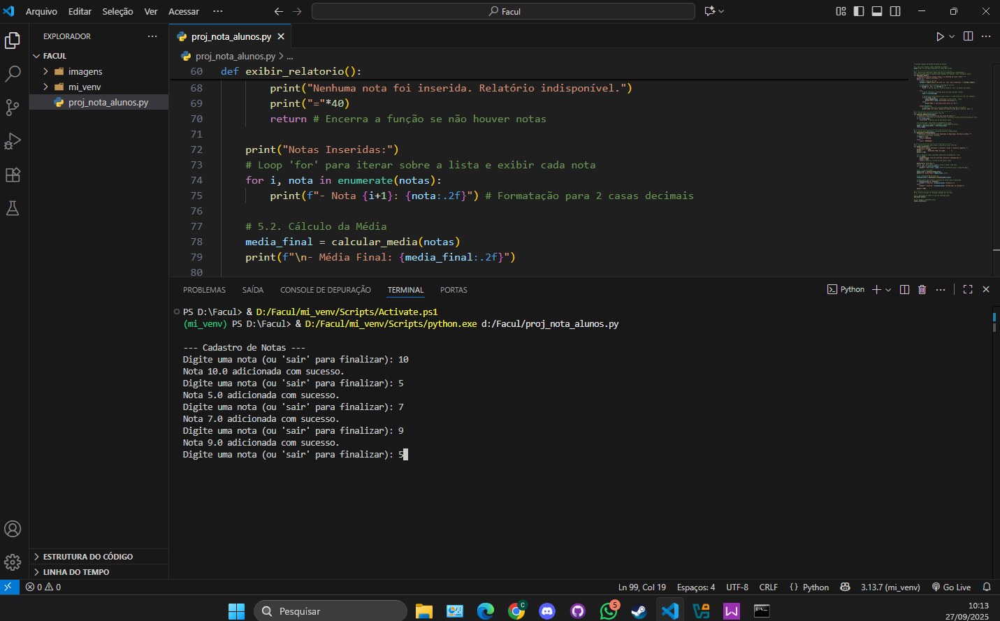 Arquivo Editar Seleção Ver Acessar ··· Facul
EXPLORADOR ···
FACUL
imagens
mi_venv
proj_nota_alunos.py
proj_nota_alunos.py
proj_nota_alunos.py > ...
60 def exibir_relatorio():
68 print("Nenhuma nota foi inserida. Relatório indisponível.")
69 print("="*40)
70 return # Encerra a função se não houver notas
71
72 print("Notas Inseridas:")
73 # Loop 'for' para iterar sobre a lista e exibir cada nota
74 for i, nota in enumerate(notas):
75 print(f"- Nota {i+1}: {nota:.2f}") # Formatação para 2 casas decimais
76
77 # 5.2. Cálculo da Média
78 media_final = calcular_media(notas)
79 print(f"\n- Média Final: {media_final:.2f}")
80
PROBLEMAS SAÍDA CONSOLE DE DEPURAÇÃO TERMINAL PORTAS Python
PS D:\Facul> & D:/Facul/mi_venv/Scripts/Activate.ps1
(mi_venv) PS D:\Facul> & D:/Facul/mi_venv/Scripts/python.exe d:/Facul/proj_nota_alunos.py
--- Cadastro de Notas ---
Digite uma nota (ou 'sair' para finalizar): 10
Nota 10.0 adicionada com sucesso.
Digite uma nota (ou 'sair' para finalizar): 5
Nota 5.0 adicionada com sucesso.
Digite uma nota (ou 'sair' para finalizar): 7
Nota 7.0 adicionada com sucesso.
Digite uma nota (ou 'sair' para finalizar): 9
Nota 9.0 adicionada com sucesso.
Digite uma nota (ou 'sair' para finalizar): 5
ESTRUTURA DO CÓDIGO
LINHA DO TEMPO
0 0 Ln 99, Col 19 Espaços: 4 UTF-8 CRLF {} Python 3.13.7 (mi_venv) Go Live
Pesquisar C 5
10:13
27/09/2025